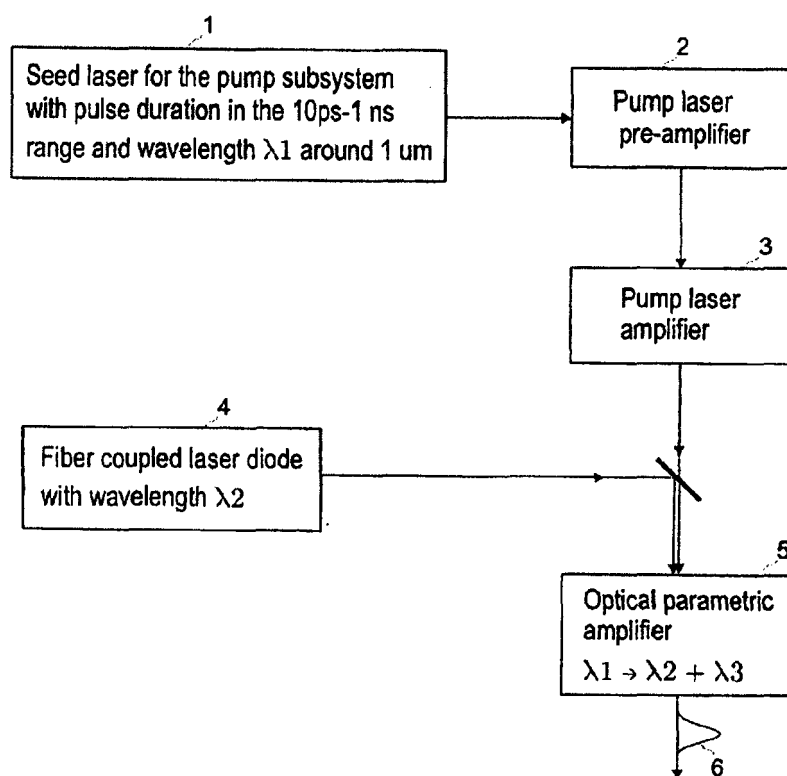 1
Seed laser for the pump subsystem
with pulse duration in the 10ps-1 ns
range and wavelength λ1 around 1 um
2
Pump laser
pre-amplifier
3
Pump laser
amplifier
4
Fiber coupled laser diode
with wavelength λ2
5
Optical parametric
amplifier
λ1 → λ2 + λ3
6